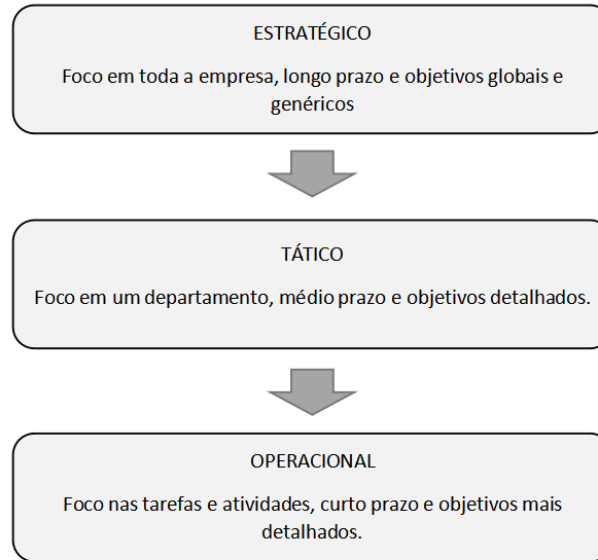 ESTRATÉGICO
Foco em toda a empresa, longo prazo e objetivos globais e
genéricos
TÁTICO
Foco em um departamento, médio prazo e objetivos detalhados.
OPERACIONAL
Foco nas tarefas e atividades, curto prazo e objetivos mais
detalhados.